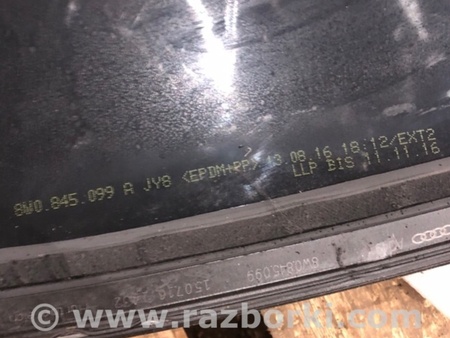 8W0.845.099 A JY8 <EPDM+PP> 13.08.16 18:12/EXT2
LLP BIS 11.11.16
8W0845099
www.razborki.com